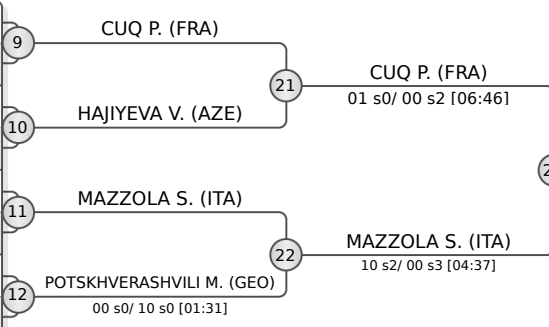 CUQ P. (FRA)
9
21
CUQ P. (FRA)
01 s0/ 00 s2 [06:46]
HAJIYEVA V. (AZE)
10
MAZZOLA S. (ITA)
11
22
MAZZOLA S. (ITA)
10 s2/ 00 s3 [04:37]
POTSKHVERASHVILI M. (GEO)
12
00 s0/ 10 s0 [01:31]